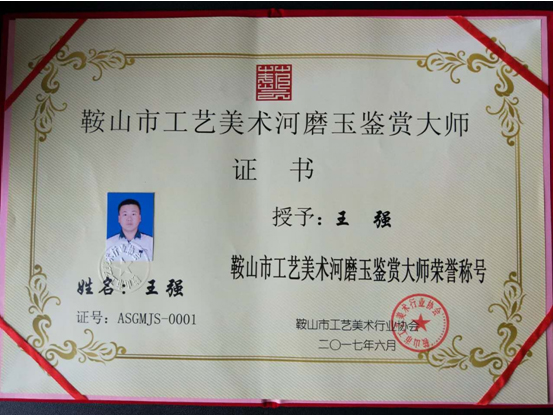 鞍山市工艺美术河磨玉鉴赏大师
证 书
授予：王 强
鞍山市工艺美术河磨玉鉴赏大师荣誉称号
姓名：王强
证号：ASGMJS-0001
鞍山市工艺美术行业协会
二〇一七年六月